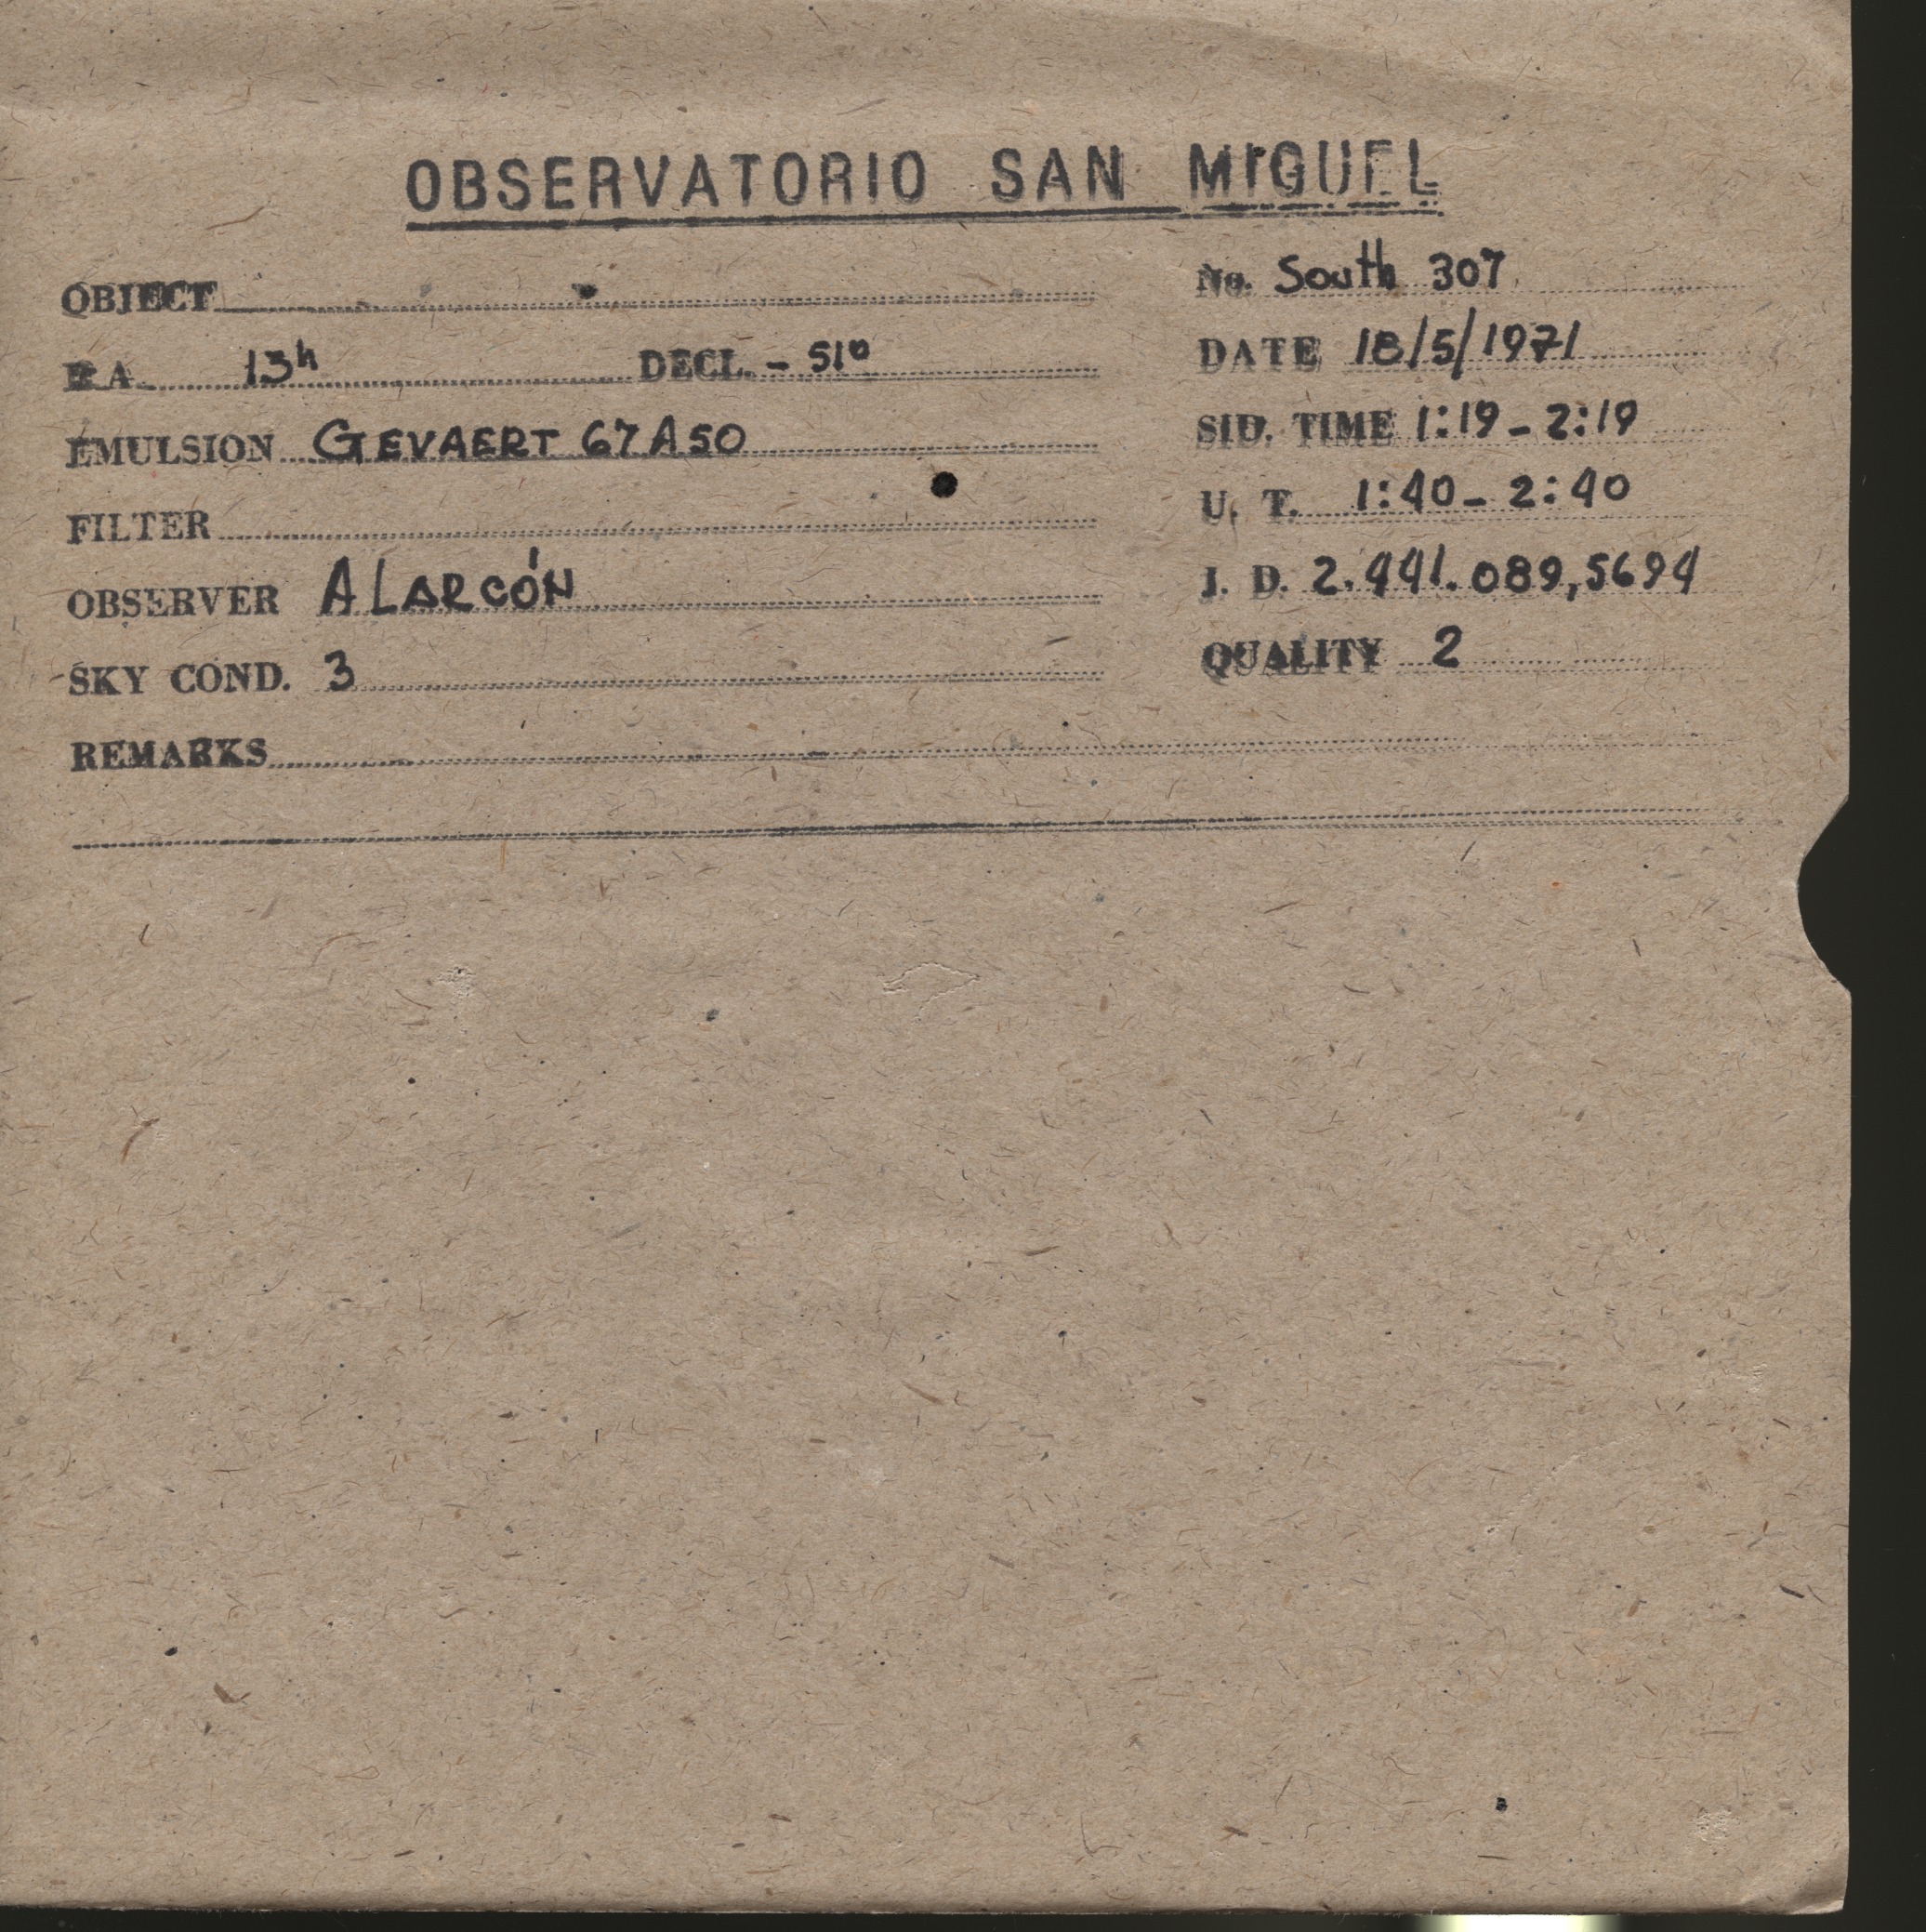 OBSERVATORIO SAN MIGUEL
OBJECT
No. South 307
R.A. 13h DECL. - 51º
DATE 18/5/1971
EMULSION GEVAERT 67A50
SID. TIME 1:19 - 2:19
FILTER
U. T. 1:40 - 2:40
OBSERVER ALARCÓN
J. D. 2.441.089,5694
SKY COND. 3
QUALITY 2
REMARKS